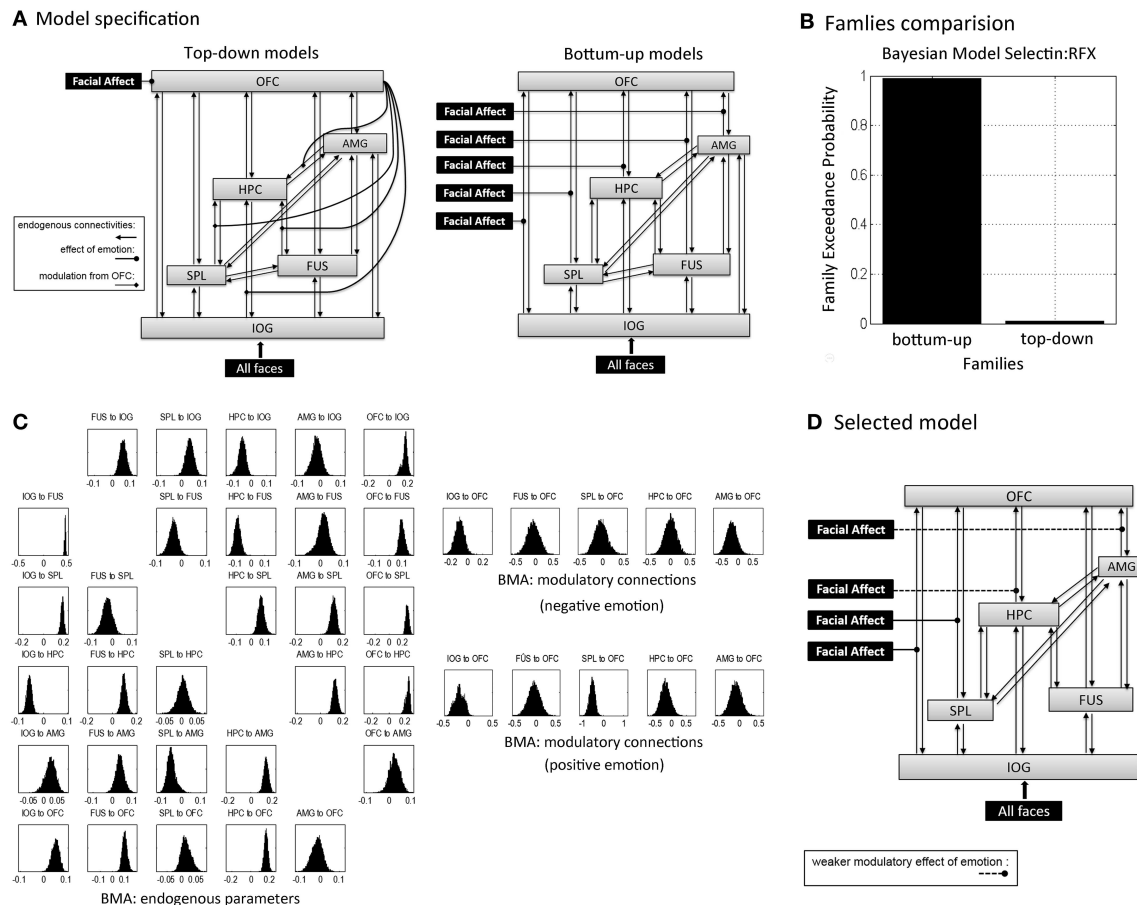 A Model specification
Top-down models
Facial Affect
OFC
AMG
HPC
endogenous connectivities:
effect of emotion:
modulation from OFC:
SPL
FUS
IOG
All faces
Bottum-up models
OFC
Facial Affect
Facial Affect
Facial Affect
Facial Affect
Facial Affect
AMG
HPC
SPL
FUS
IOG
All faces
B Famlies comparision
Bayesian Model Selectin:RFX
Family Exceedance Probability
1
0.8
0.6
0.4
0.2
0
bottum-up top-down
Families
C
FUS to IOG SPL to IOG HPC to IOG AMG to IOG OFC to IOG
-0.1 0 0.1 -0.1 0 0.1 -0.1 0 0.1 -0.1 0 0.1 -0.2 0 0.2
IOG to FUS SPL to FUS HPC to FUS AMG to FUS OFC to FUS
-0.5 0 0.5 -0.1 0 0.1 -0.1 0 0.1 -0.1 0 0.1 -0.2 0 0.2
IOG to SPL FUS to SPL HPC to SPL AMG to SPL OFC to SPL
-0.2 0 0.2 -0.1 0 0.1 -0.1 0 0.1 -0.2 0 0.2 -0.5 0 0.5
IOG to HPC FUS to HPC SPL to HPC AMG to HPC OFC to HPC
-0.1 0 0.1 -0.2 0 0.2 -0.05 0 0.05 -0.2 0 0.2 -0.2 0 0.2
IOG to AMG FUS to AMG SPL to AMG HPC to AMG OFC to AMG
-0.05 0 0.05 -0.1 0 0.1 -0.1 0 0.1 -0.2 0 0.2 -0.1 0 0.1
IOG to OFC FUS to OFC SPL to OFC HPC to OFC AMG to OFC
-0.1 0 0.1 -0.1 0 0.1 -0.05 0 0.05 -0.2 0 0.2 -0.1 0 0.1
BMA: endogenous parameters
IOG to OFC FUS to OFC SPL to OFC HPC to OFC AMG to OFC
-0.5 0 0.5 -0.5 0 0.5 -0.5 0 0.5 -0.5 0 0.5 -0.5 0 0.5
BMA: modulatory connections
(negative emotion)
IOG to OFC FÛS to OFC SPL to OFC HPC to OFC AMG to OFC
-0.5 0 0.5 -0.5 0 0.5 -1 0 1 -0.5 0 0.5 -0.5 0 0.5
BMA: modulatory connections
(positive emotion)
D Selected model
OFC
Facial Affect
AMG
Facial Affect
HPC
Facial Affect
Facial Affect
FUS
SPL
IOG
All faces
weaker modulatory effect of emotion :